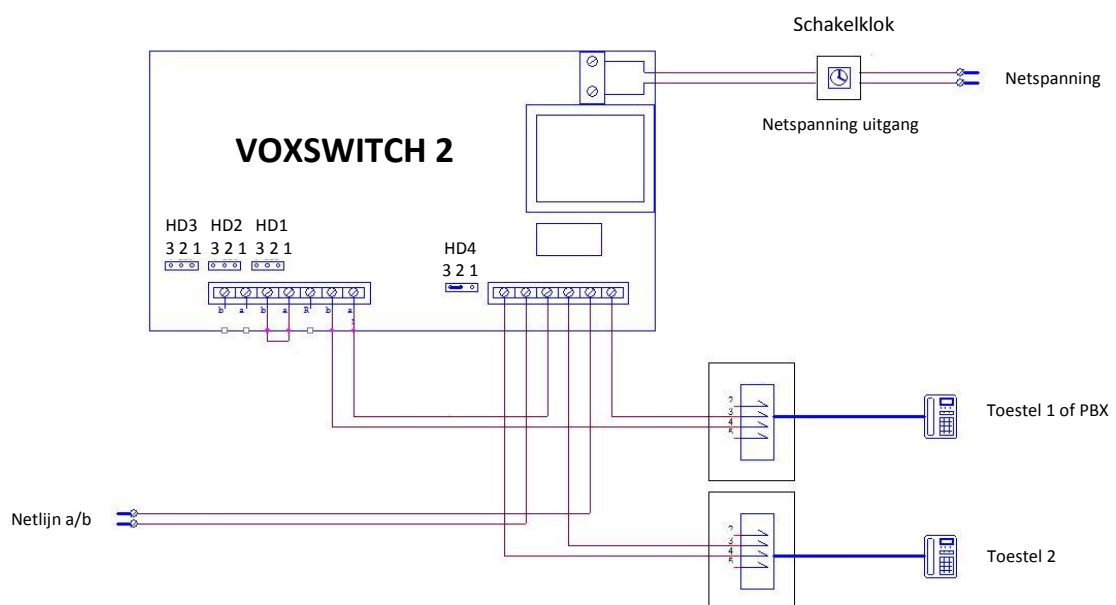 Schakelklok
Netspanning
Netspanning uitgang
VOXSWITCH 2
HD3 HD2 HD1
3 2 1 3 2 1 3 2 1
HD4
3 2 1
b a b a R b a
1
2
3
4
5
Toestel 1 of PBX
Netlijn a/b
2
3
4
5
Toestel 2